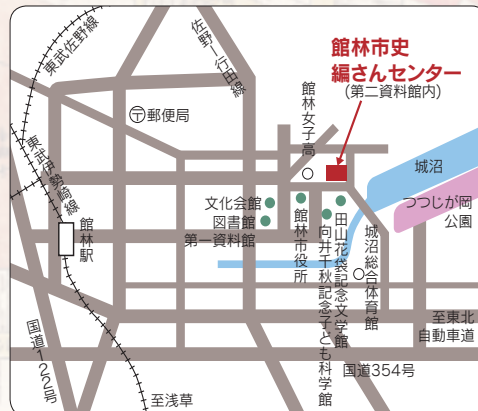 東武佐野線
佐野ー行田線
館林市史
編さんセンター
(第二資料館内)
〒郵便局
館林女子高
東武伊勢崎線
城沼
つつじが岡
公園
文化会館
図書館
第一資料館
館林市役所
向井千秋記念子ども科学館
田山花袋記念文学館
城沼総合体育館
館林駅
至東北
自動車道
国道122号
国道354号
至浅草